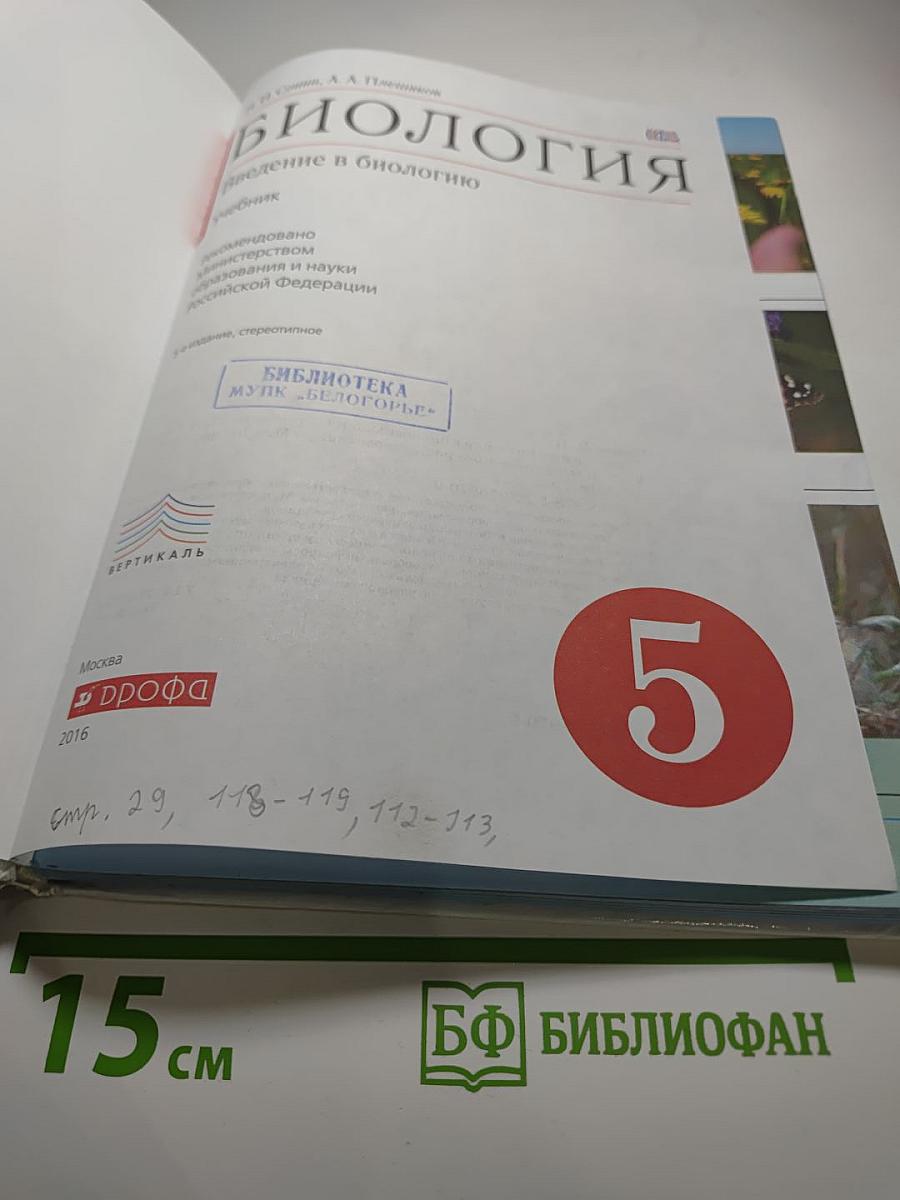 Н. И. Сонин, А. А. Плешаков
БИОЛОГИЯ
Введение в биологию
учебник
Рекомендовано
Министерством
образования и науки
Российской Федерации
5-е издание, стереотипное
БИБЛИОТЕКА
МУПК „БЕЛОГОРЬЕ“
ВЕРТИКАЛЬ
Москва
дрофа
2016
5
стр. 29, 118-119, 112-113,
15 см
БФ БИБЛИОФАН